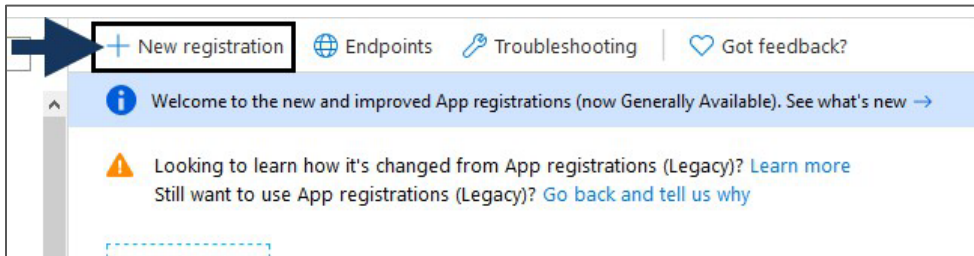 New registration Endpoints Troubleshooting Got feedback?
Welcome to the new and improved App registrations (now Generally Available). See what's new →
Looking to learn how it's changed from App registrations (Legacy)? Learn more
Still want to use App registrations (Legacy)? Go back and tell us why